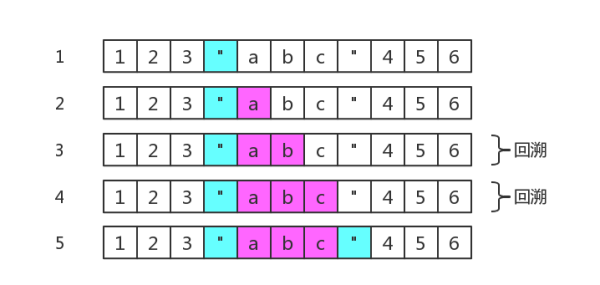 1 1 2 3 " a b c " 4 5 6
2 1 2 3 " a b c " 4 5 6
3 1 2 3 " a b c " 4 5 6 回溯
4 1 2 3 " a b c " 4 5 6 回溯
5 1 2 3 " a b c " 4 5 6